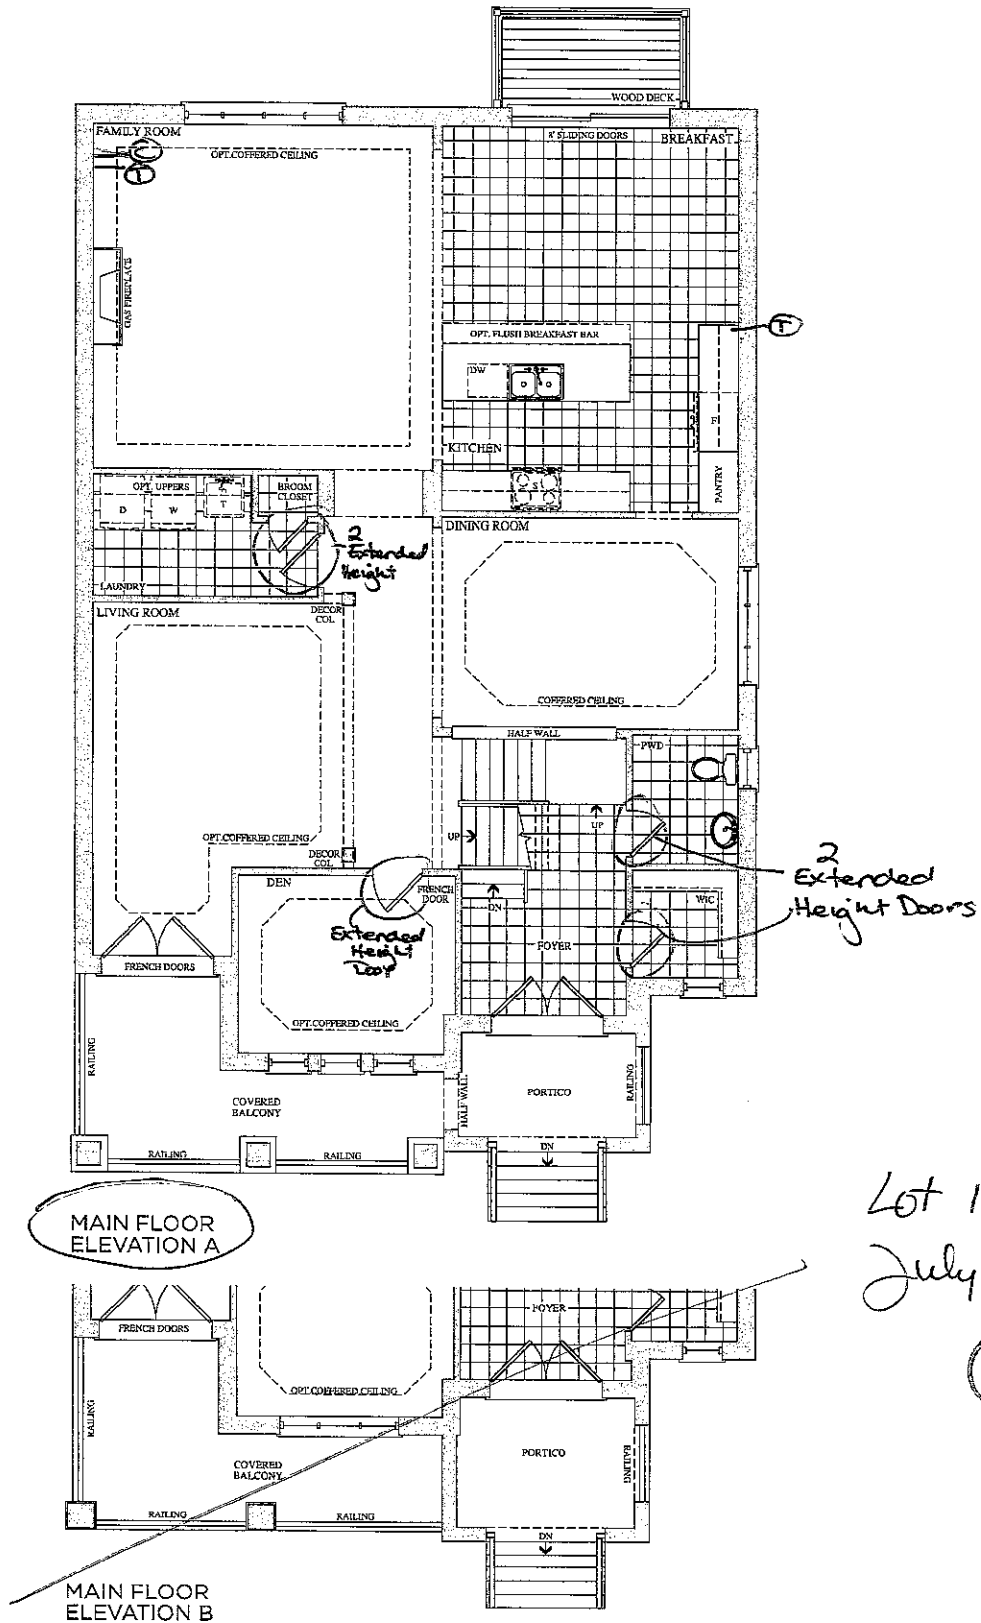 WOOD DECK
FAMILY ROOM
8' SLIDING DOORS
BREAKFAST
OPT.COFFERED CEILING
C
T
GAS FIREPLACE
T
OPT. FLUSH BREAKFAST BAR
DW
F
KITCHEN
PANTRY
S
OPT. UPPERS
BROOM
CLOSET
D
W
T
DINING ROOM
2
Extended
Height
LAUNDRY
LIVING ROOM
DECOR
COL.
COFFERED CEILING
HALF WALL
PWD
UP
UP
OPT.COFFERED CEILING
DECOR
COL
2
Extended
Height Doors
DEN
FRENCH
DOOR
DN
WIC
Extended
Height
Door
FOYER
FRENCH DOORS
OPT.COFFERED CEILING
RAILING
COVERED
BALCONY
HALF WALL
PORTICO
RAILING
RAILING
RAILING
DN
MAIN FLOOR
ELEVATION A
Lot 1
July
FRENCH DOORS
FOYER
OPT.COFFERED CEILING
RAILING
COVERED
BALCONY
PORTICO
RAILING
RAILING
RAILING
DN
MAIN FLOOR
ELEVATION B